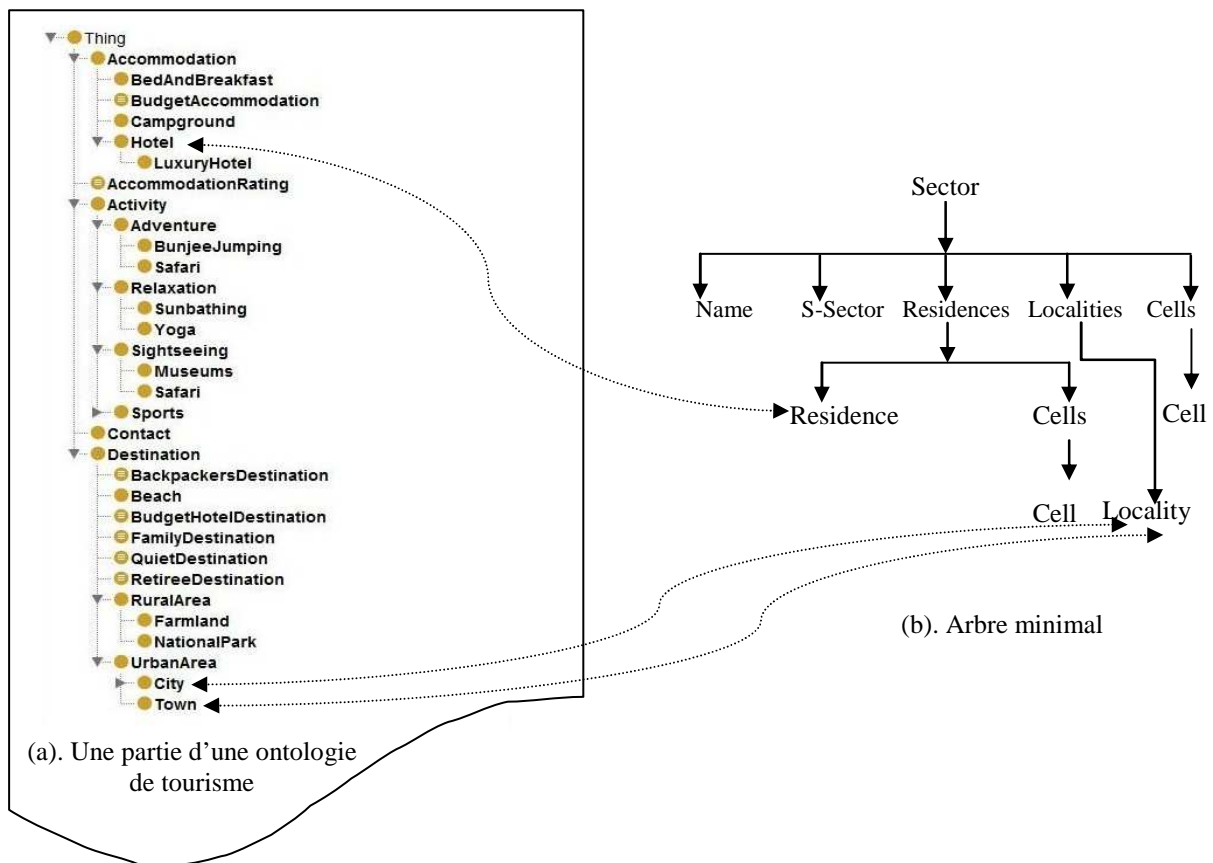 Thing
Accommodation
BedAndBreakfast
BudgetAccommodation
Campground
Hotel
LuxuryHotel
AccommodationRating
Activity
Adventure
BunjeeJumping
Safari
Relaxation
Sunbathing
Yoga
Sightseeing
Museums
Safari
Sports
Contact
Destination
BackpackersDestination
Beach
BudgetHotelDestination
FamilyDestination
QuietDestination
RetireeDestination
RuralArea
Farmland
NationalPark
UrbanArea
City
Town
(a). Une partie d’une ontologie
de tourisme
Sector
Name S-Sector Residences Localities Cells
Residence Cells Cell
Cell Locality
(b). Arbre minimal